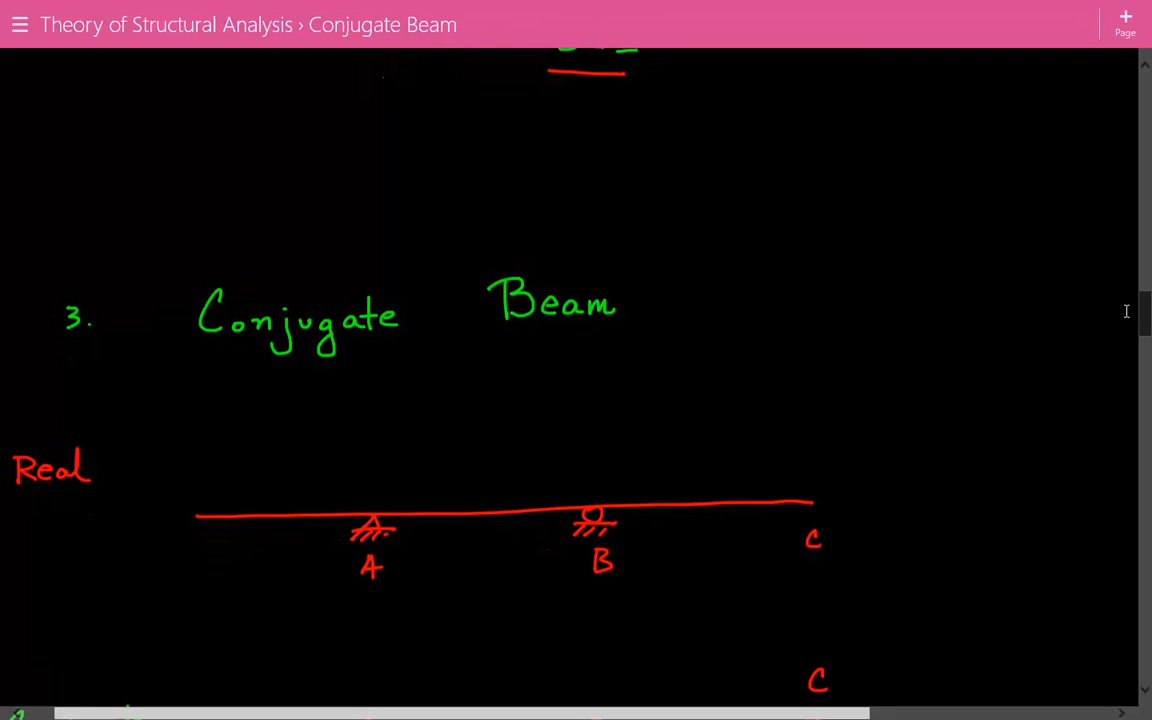 Theory of Structural Analysis › Conjugate Beam
Page
3. Conjugate Beam
Real
A B C
C